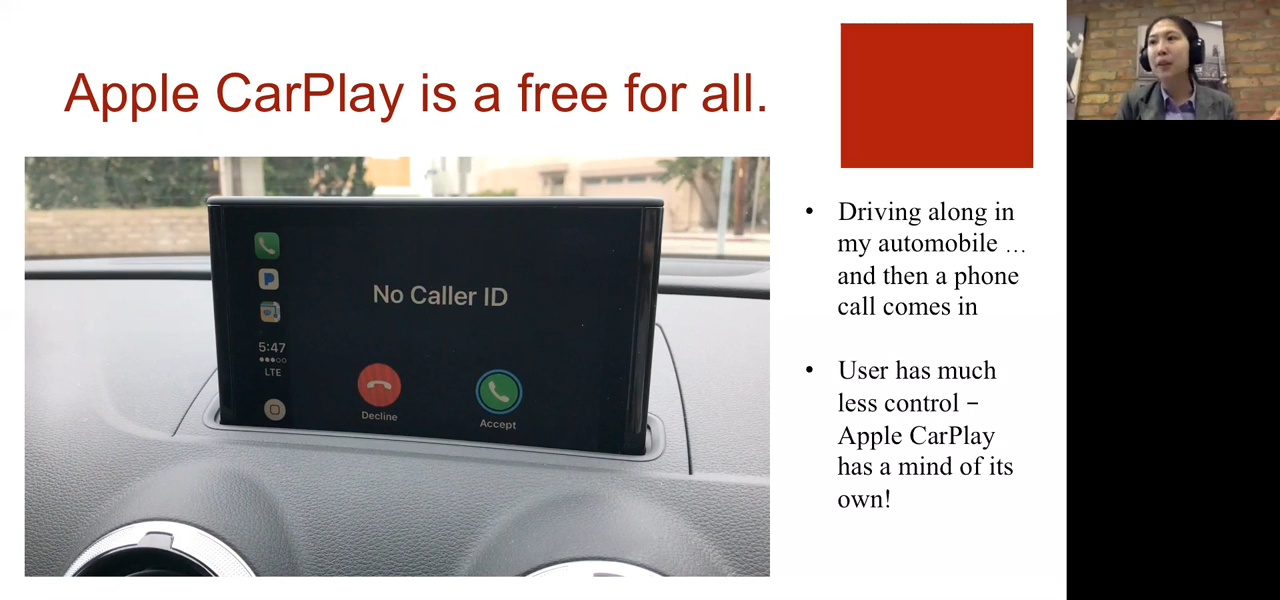 Apple CarPlay is a free for all.
No Caller ID
5:47
LTE
Decline
Accept
• Driving along in
my automobile …
and then a phone
call comes in
• User has much
less control –
Apple CarPlay
has a mind of its
own!